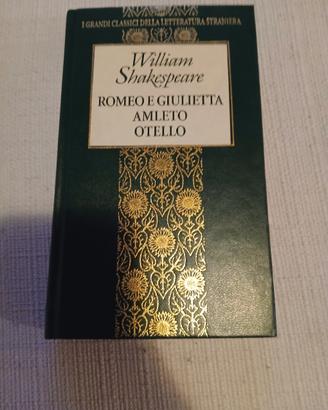 I GRANDI CLASSICI DELLA LETTERATURA STRANIERA
William
Shakespeare
ROMEO E GIULIETTA
AMLETO
OTELLO